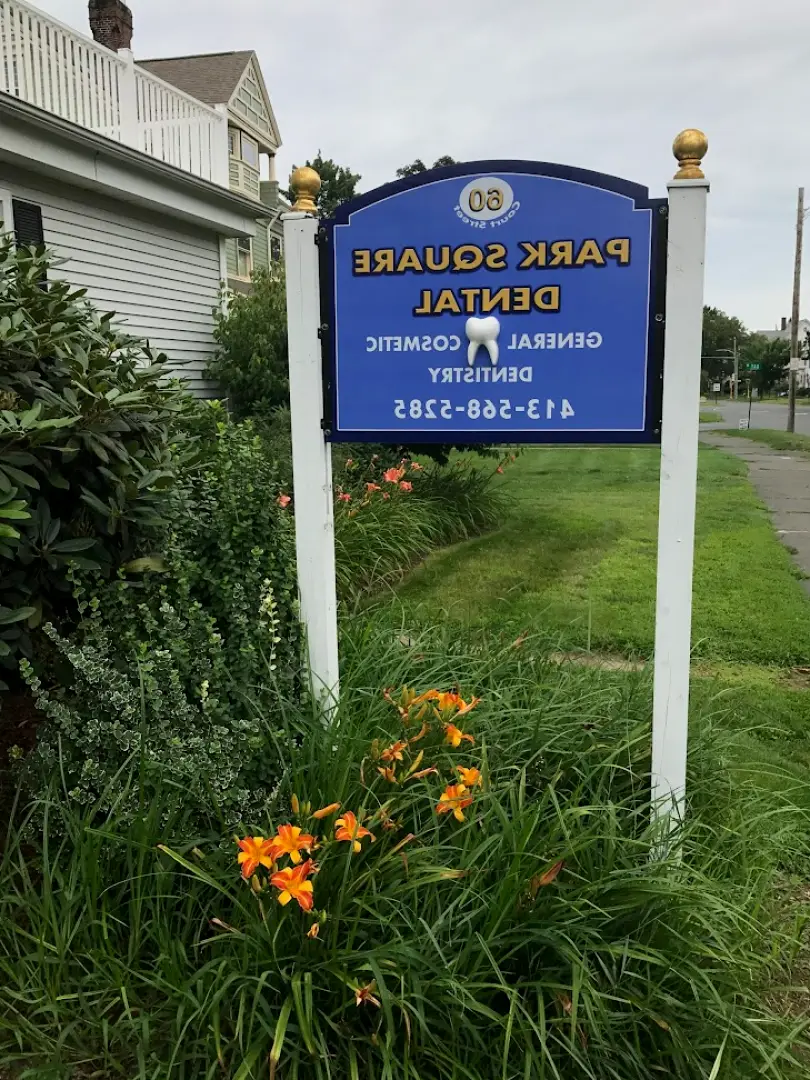 60
Court Street
PARK SQUARE
DENTAL
GENERAL COSMETIC
DENTISTRY
413-568-5285